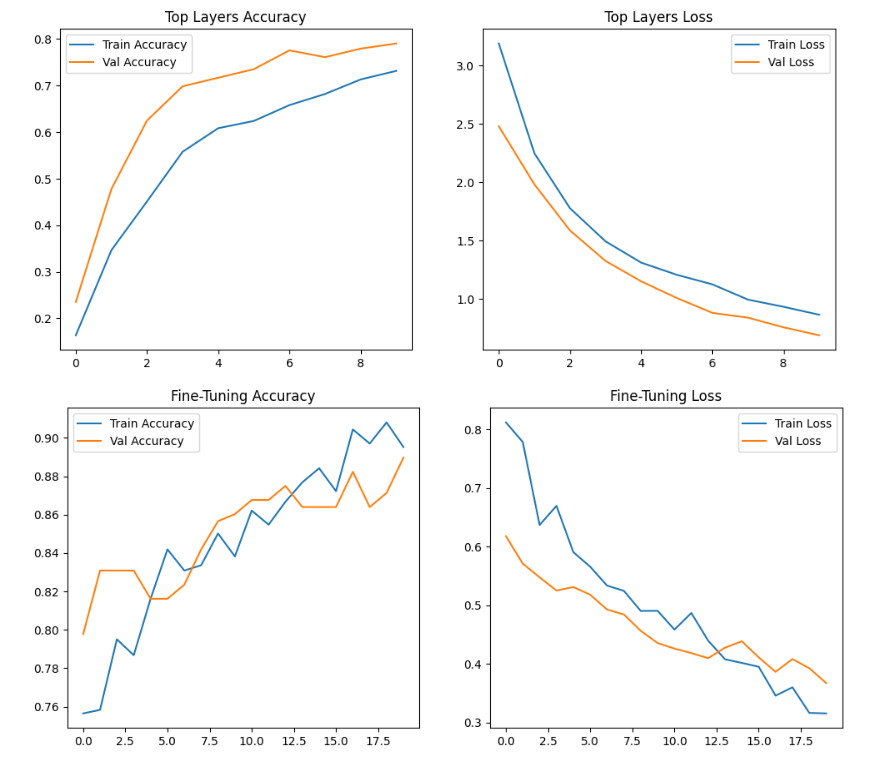 Top Layers Accuracy
Train Accuracy
Val Accuracy
0.8
0.7
0.6
0.5
0.4
0.3
0.2
0 2 4 6 8
Top Layers Loss
Train Loss
Val Loss
3.0
2.5
2.0
1.5
1.0
0 2 4 6 8
Fine-Tuning Accuracy
Train Accuracy
Val Accuracy
0.90
0.88
0.86
0.84
0.82
0.80
0.78
0.76
0.0 2.5 5.0 7.5 10.0 12.5 15.0 17.5
Fine-Tuning Loss
Train Loss
Val Loss
0.8
0.7
0.6
0.5
0.4
0.3
0.0 2.5 5.0 7.5 10.0 12.5 15.0 17.5